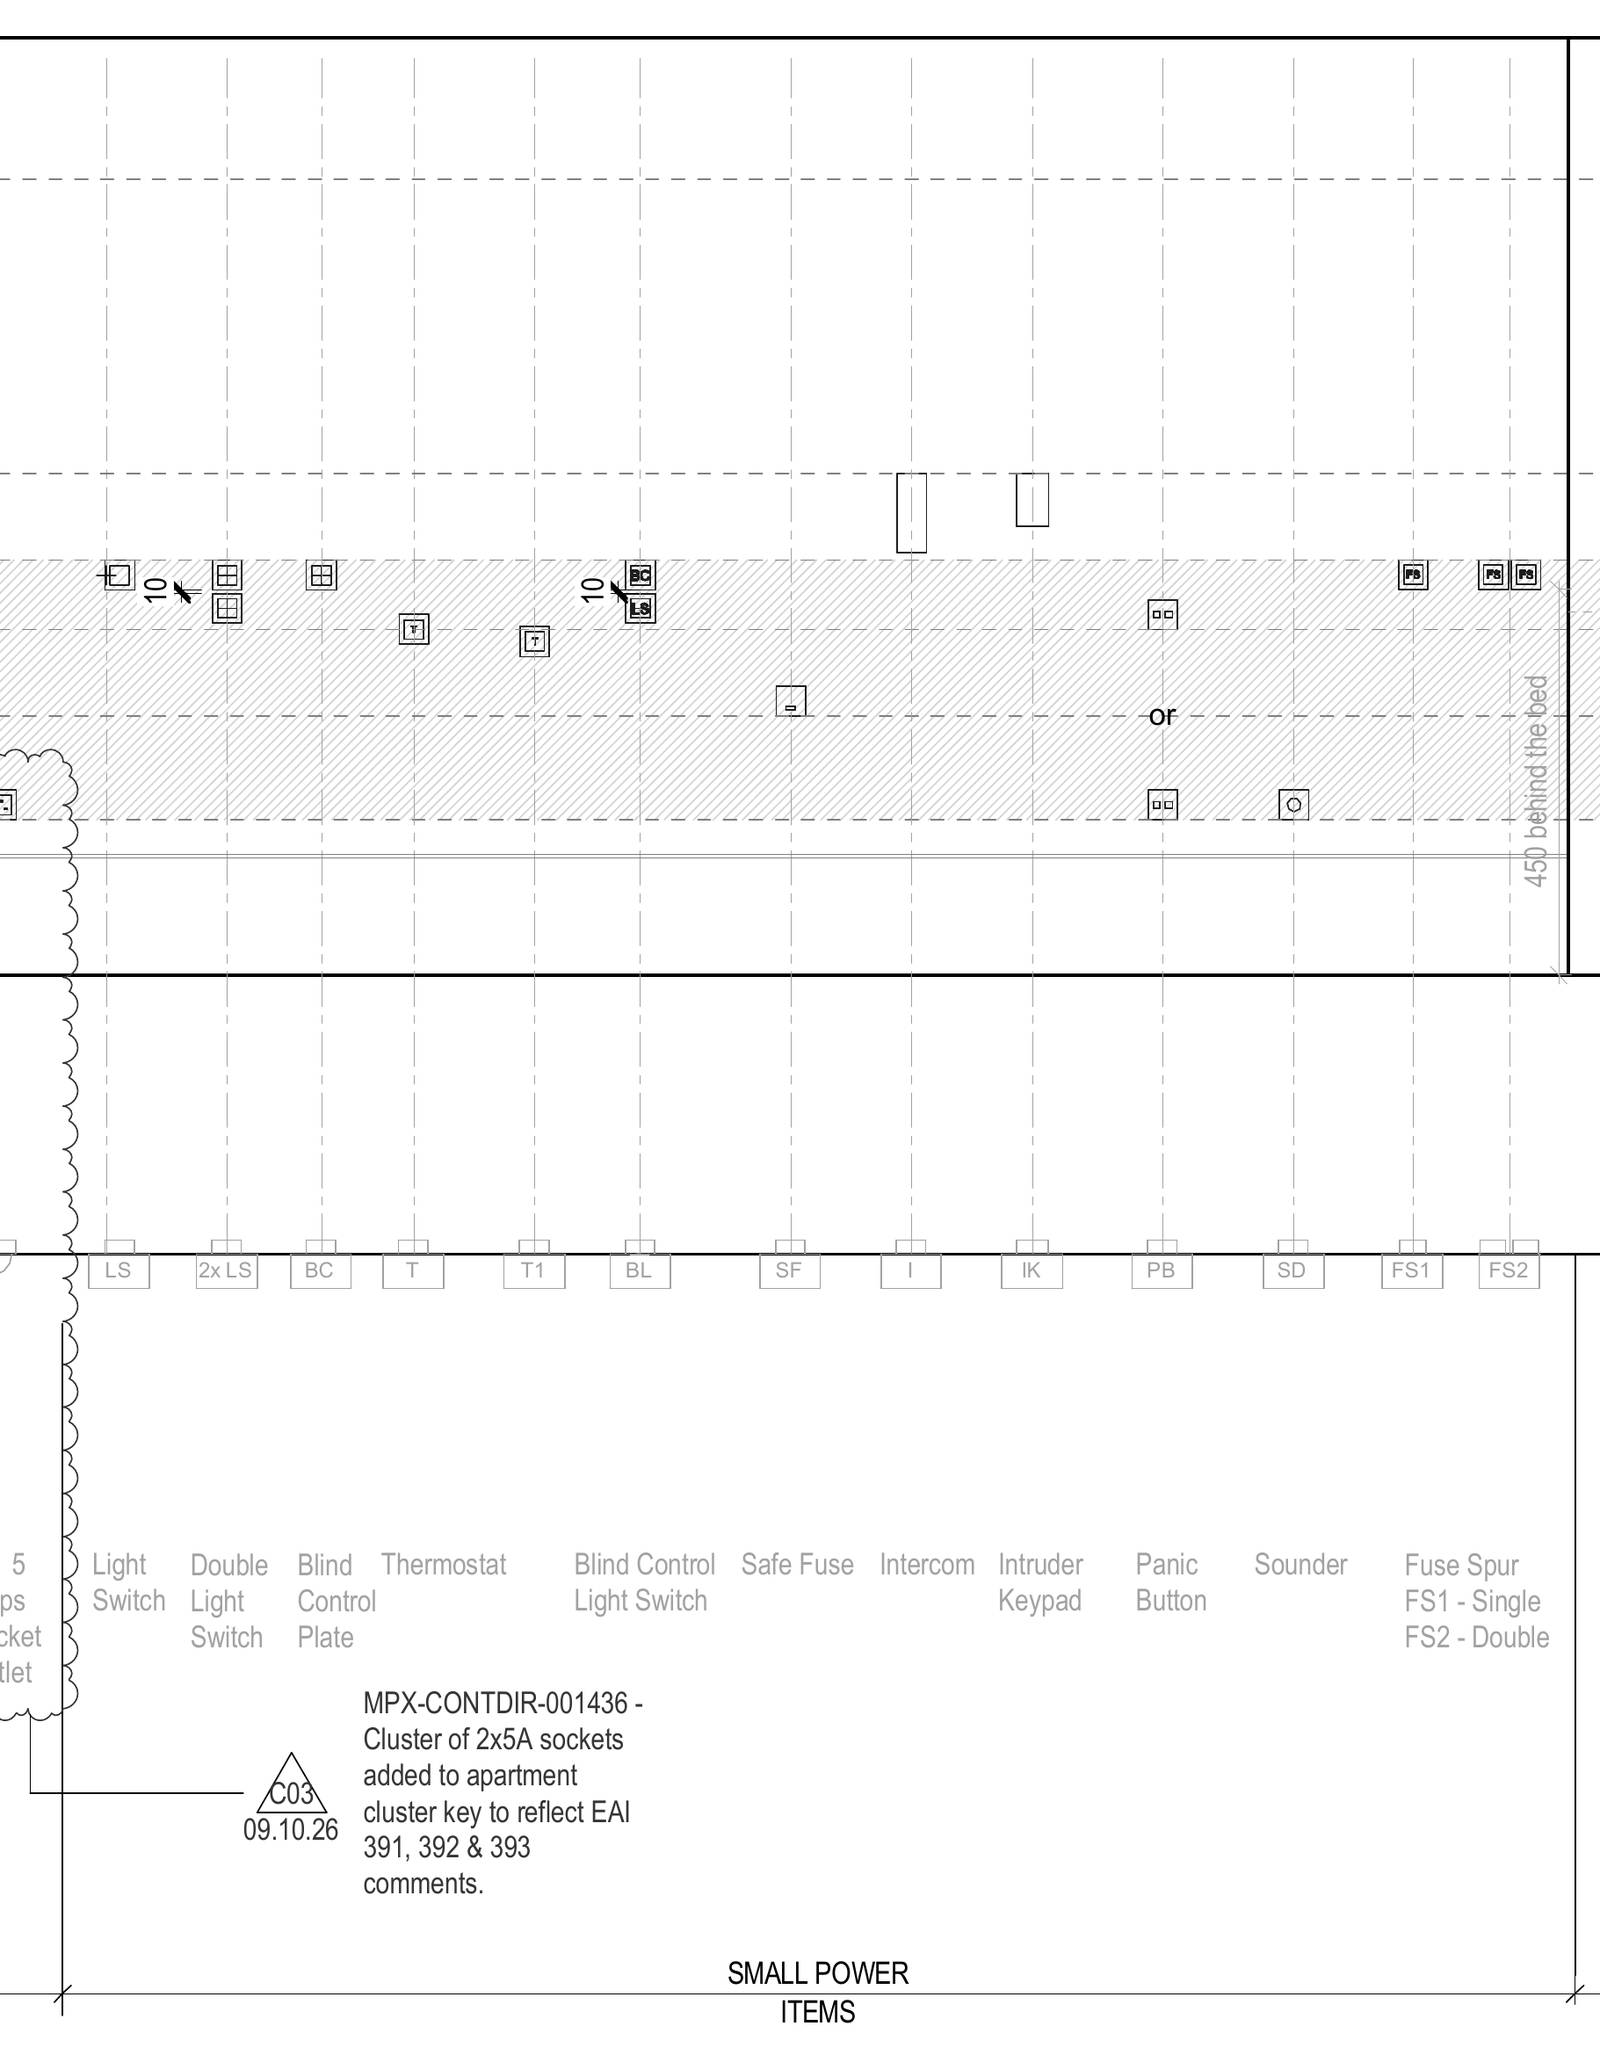 10
10
BC
LS
T
T
FS
FS
FS
or
450 behind the bed
LS
2x LS
BC
T
T1
BL
SF
I
IK
PB
SD
FS1
FS2
5
ps
cket
tlet
Light
Switch
Double
Light
Switch
Blind
Control
Plate
Thermostat
Blind Control
Light Switch
Safe Fuse
Intercom
Intruder
Keypad
Panic
Button
Sounder
Fuse Spur
FS1 - Single
FS2 - Double
MPX-CONTDIR-001436 -
Cluster of 2x5A sockets
added to apartment
cluster key to reflect EAI
391, 392 & 393
comments.
C03
09.10.26
SMALL POWER
ITEMS